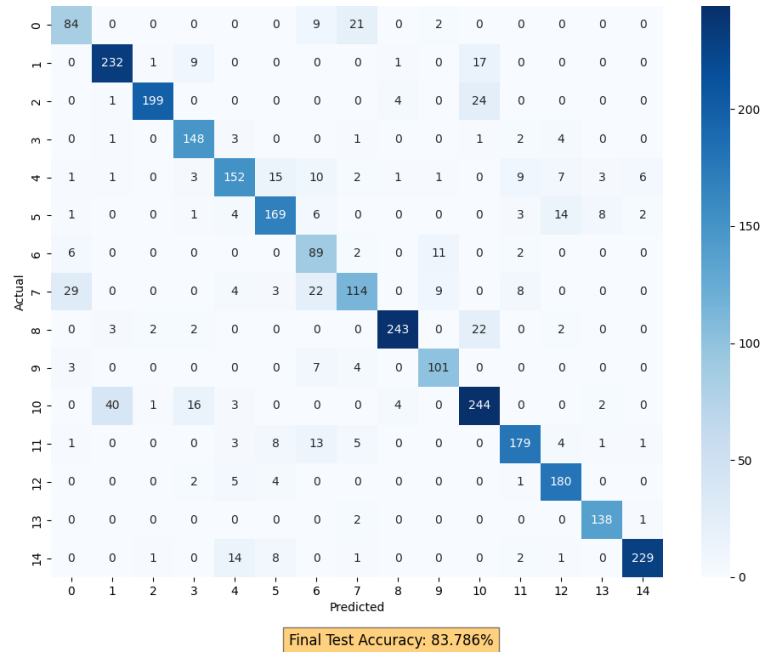 0 84 0 0 0 0 0 9 21 0 2 0 0 0 0 0
1 0 232 1 9 0 0 0 0 1 0 17 0 0 0 0
2 0 1 199 0 0 0 0 0 4 0 24 0 0 0 0
3 0 1 0 148 3 0 0 1 0 0 1 2 4 0 0
4 1 1 0 3 152 15 10 2 1 1 0 9 7 3 6
5 1 0 0 1 4 169 6 0 0 0 0 3 14 8 2
6 6 0 0 0 0 0 89 2 0 11 0 2 0 0 0
Actual
7 29 0 0 0 4 3 22 114 0 9 0 8 0 0 0
8 0 3 2 2 0 0 0 0 243 0 22 0 2 0 0
9 3 0 0 0 0 0 7 4 0 101 0 0 0 0 0
10 0 40 1 16 3 0 0 0 4 0 244 0 0 2 0
11 1 0 0 0 3 8 13 5 0 0 0 179 4 1 1
12 0 0 0 2 5 4 0 0 0 0 0 1 180 0 0
13 0 0 0 0 0 0 0 2 0 0 0 0 0 138 1
14 0 0 1 0 14 8 0 1 0 0 0 2 1 0 229
0 1 2 3 4 5 6 7 8 9 10 11 12 13 14
Predicted
200
150
100
50
0
Final Test Accuracy: 83.786%